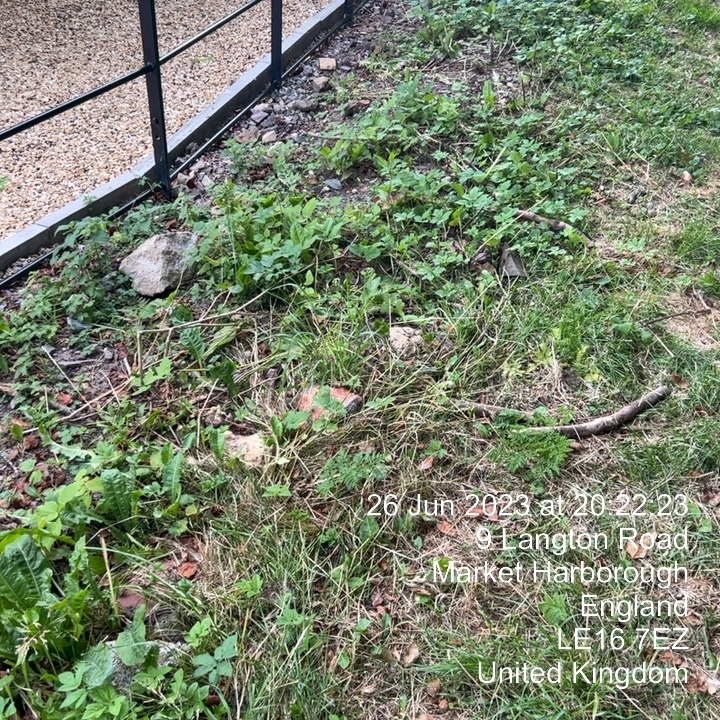 26 Jun 2023 at 20:22:23
9 Langton Road
Market Harborough
England
LE16 7EZ
United Kingdom